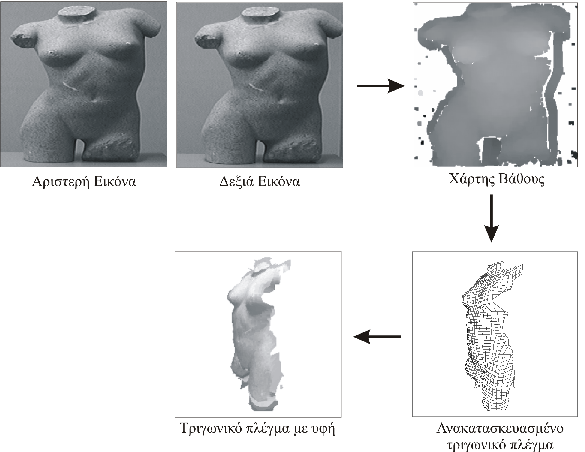 Αριστερή Εικόνα
Δεξιά Εικόνα
Χάρτης Βάθους
Τριγωνικό πλέγμα με υφή
Ανακατασκευασμένο
τριγωνικό πλέγμα